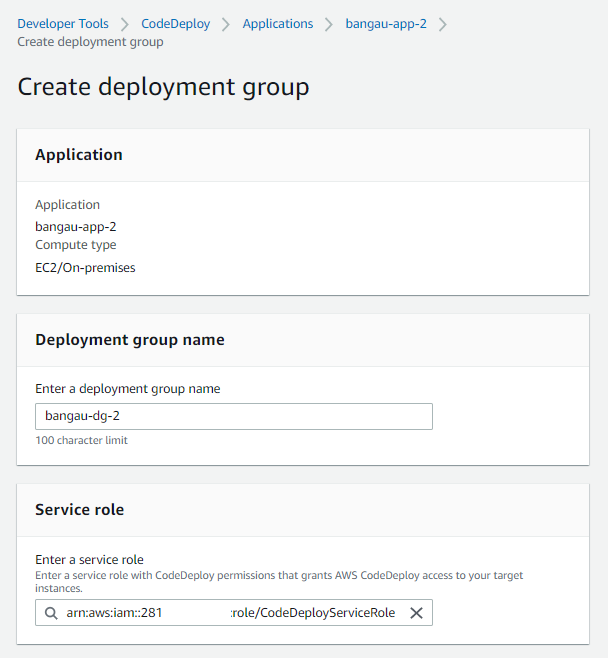 Developer Tools > CodeDeploy > Applications > bangau-app-2 >
Create deployment group
Create deployment group
Application
Application
bangau-app-2
Compute type
EC2/On-premises
Deployment group name
Enter a deployment group name
bangau-dg-2
100 character limit
Service role
Enter a service role
Enter a service role with CodeDeploy permissions that grants AWS CodeDeploy access to your target
instances.
arn:aws:iam::281 :role/CodeDeployServiceRole